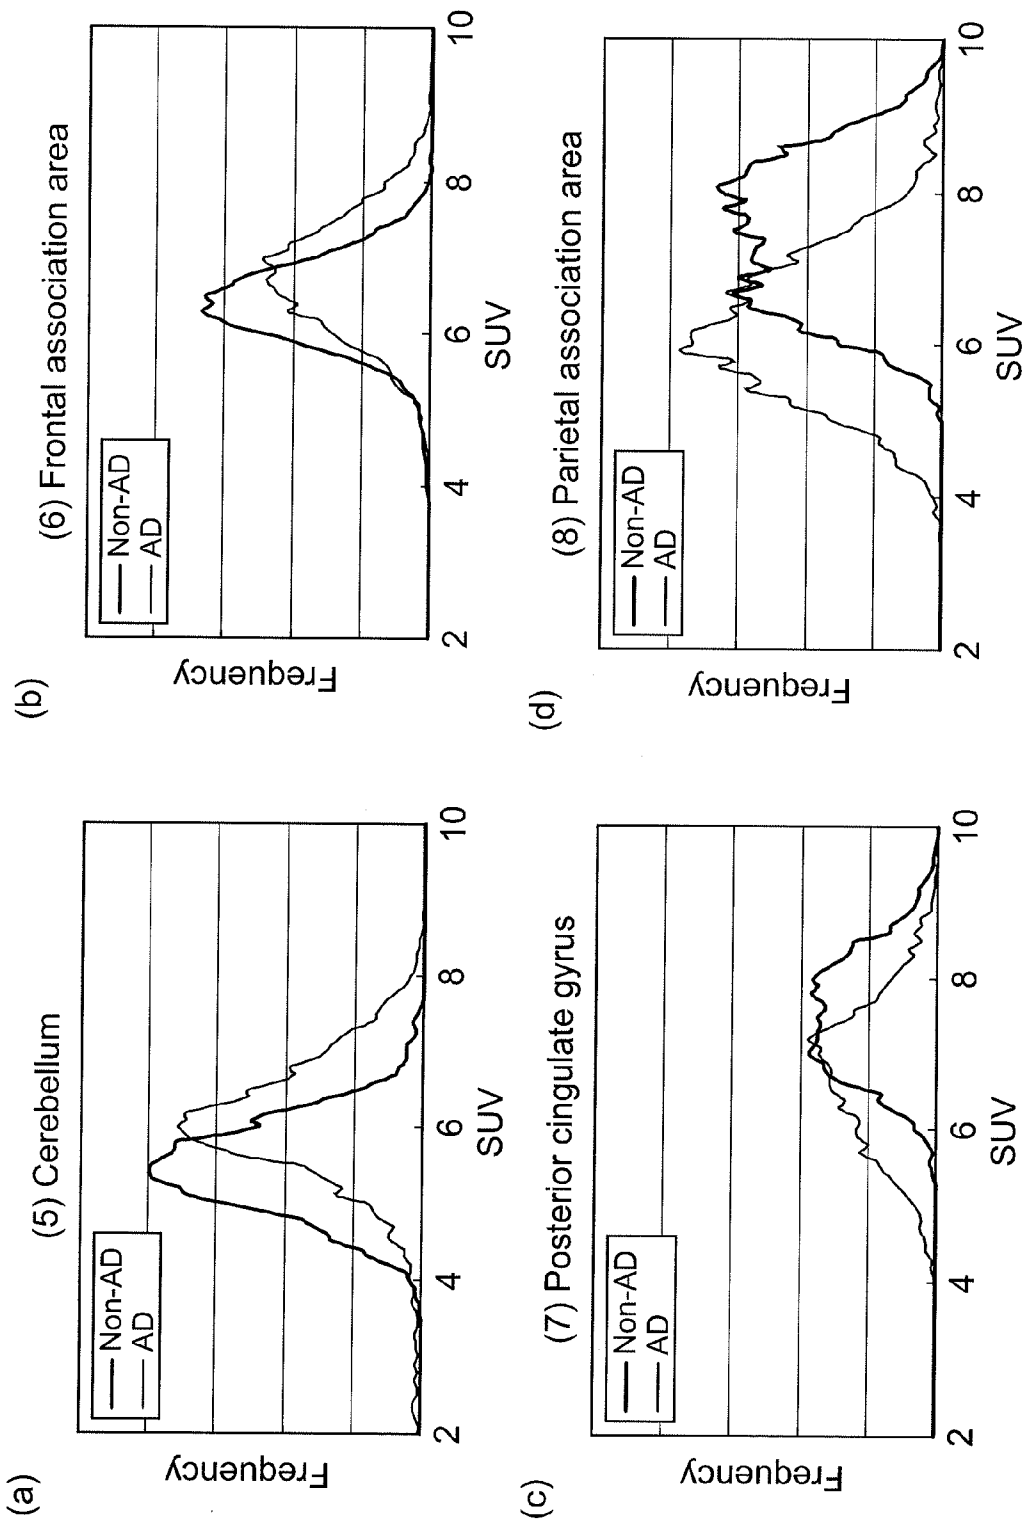 (a)
(5) Cerebellum
Frequency
Non-AD
AD
2 4 6 8 10
SUV
(b)
(6) Frontal association area
Frequency
Non-AD
AD
2 4 6 8 10
SUV
(c)
(7) Posterior cingulate gyrus
Frequency
Non-AD
AD
2 4 6 8 10
SUV
(d)
(8) Parietal association area
Frequency
Non-AD
AD
2 4 6 8 10
SUV